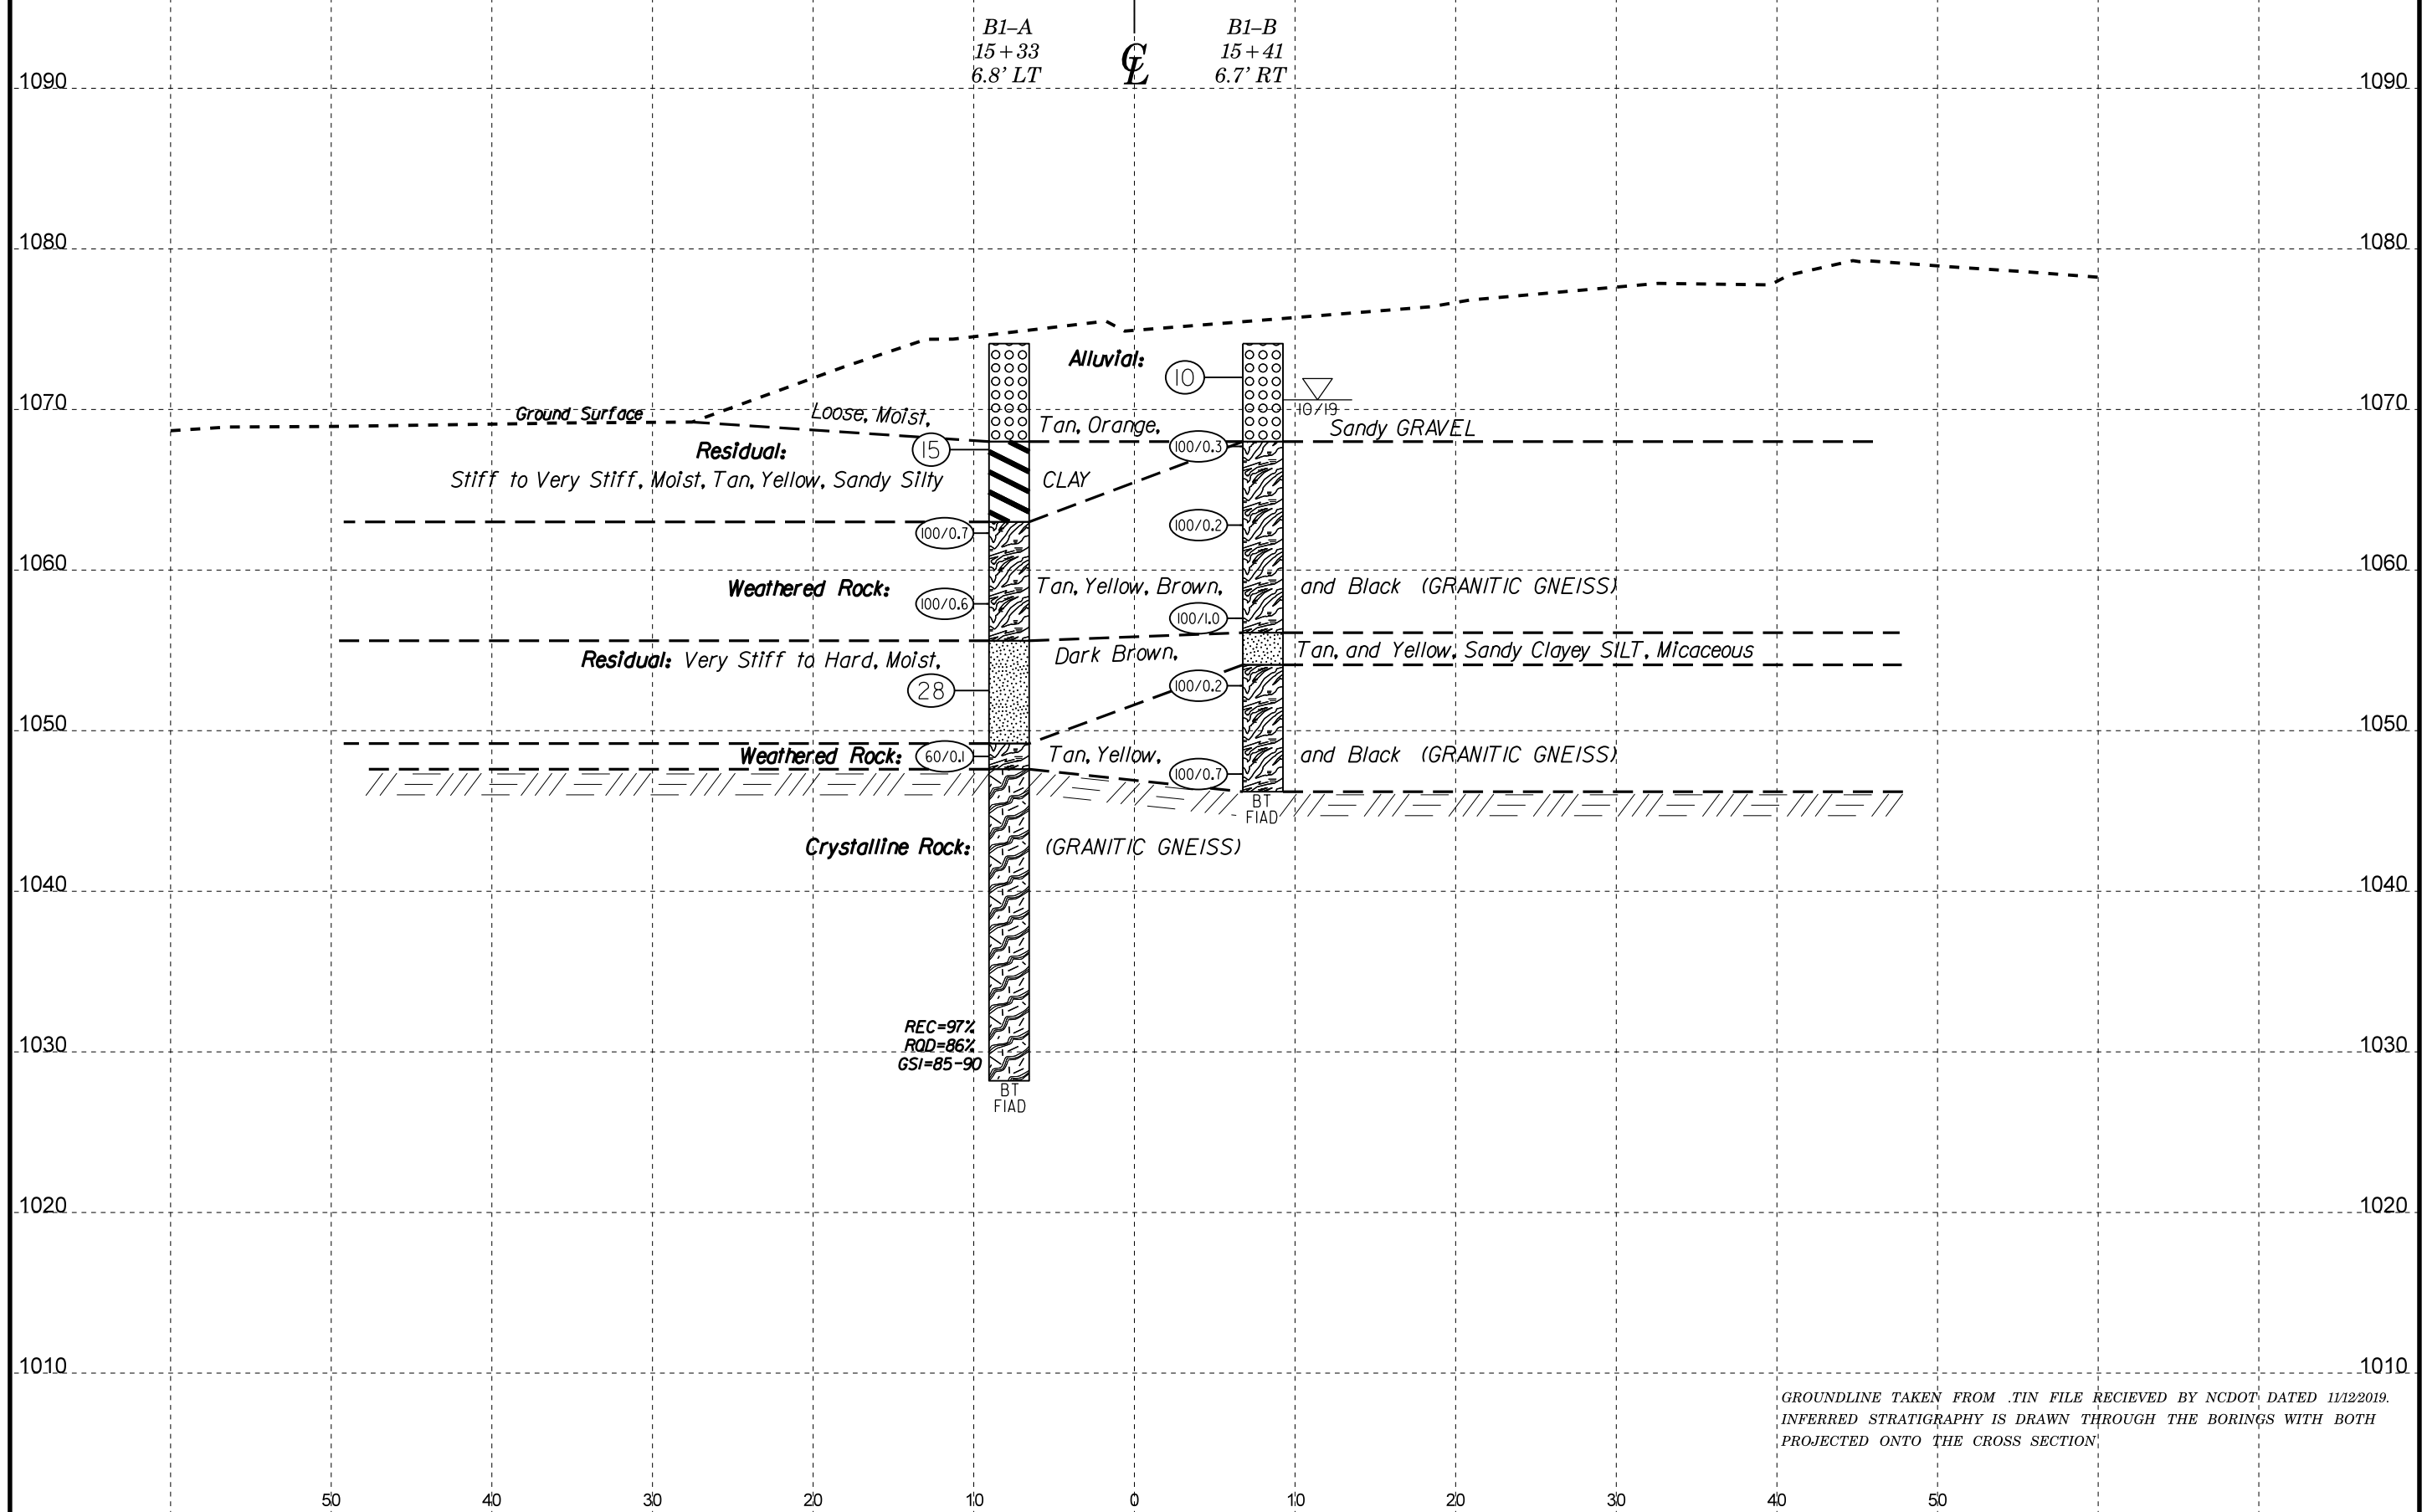 B1–A
15+33
6.8' LT
B1–B
15+41
6.7' RT
1090 1090
1080 1080
Alluvial:
10
1070 1070
10/19
Ground Surface
Loose, Moist, Tan, Orange, Sandy GRAVEL
Residual:
15
100/0.3
Stiff to Very Stiff, Moist, Tan, Yellow, Sandy Silty CLAY
100/0.7
100/0.2
1060 1060
Weathered Rock: Tan, Yellow, Brown, and Black (GRANITIC GNEISS)
100/0.6
100/1.0
Residual: Very Stiff to Hard, Moist, Dark Brown, Tan, and Yellow, Sandy Clayey SILT, Micaceous
28
100/0.2
1050 1050
Weathered Rock: 60/0.1 Tan, Yellow, and Black (GRANITIC GNEISS)
100/0.7
BT
FIAD
Crystalline Rock: (GRANITIC GNEISS)
1040 1040
REC=97%
RQD=86%
GSI=85-90
1030 1030
BT
FIAD
1020 1020
1010 1010
GROUNDLINE TAKEN FROM .TIN FILE RECIEVED BY NCDOT DATED 11/12/2019.
INFERRED STRATIGRAPHY IS DRAWN THROUGH THE BORINGS WITH BOTH
PROJECTED ONTO THE CROSS SECTION
50 40 30 20 10 0 10 20 30 40 50